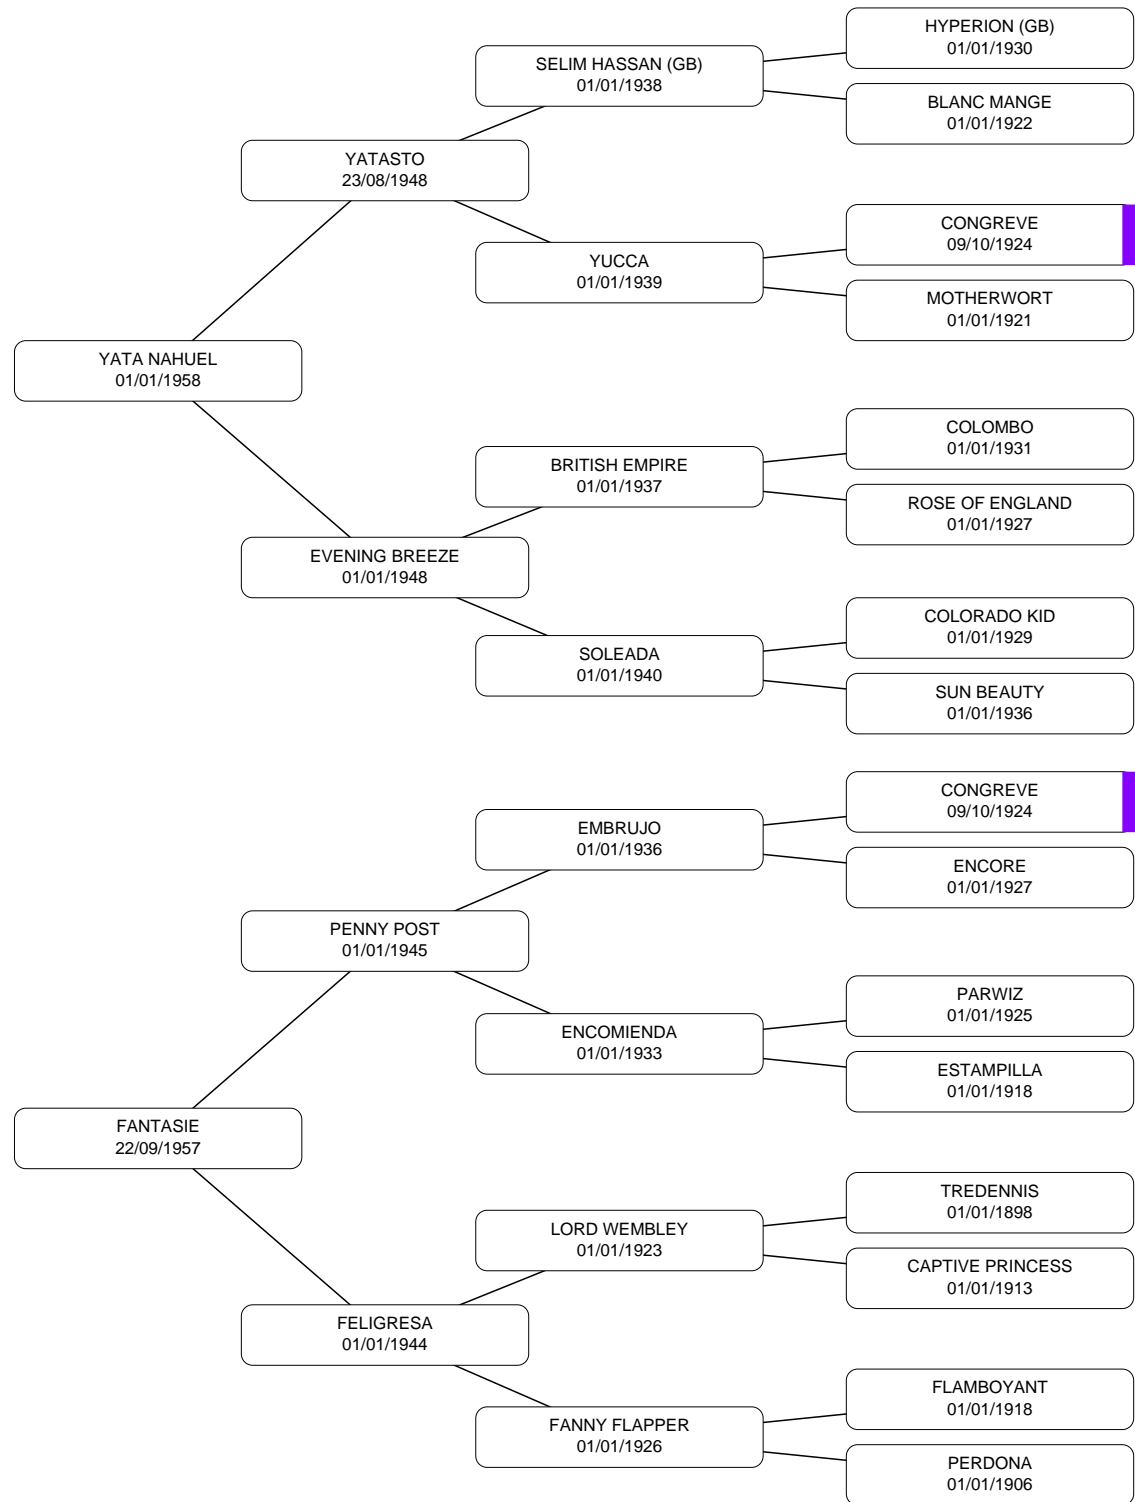 HYPERION (GB)
01/01/1930
SELIM HASSAN (GB)
01/01/1938
BLANC MANGE
01/01/1922
YATASTO
23/08/1948
CONGREVE
09/10/1924
YUCCA
01/01/1939
MOTHERWORT
01/01/1921
YATA NAHUEL
01/01/1958
COLOMBO
01/01/1931
BRITISH EMPIRE
01/01/1937
ROSE OF ENGLAND
01/01/1927
EVENING BREEZE
01/01/1948
COLORADO KID
01/01/1929
SOLEADA
01/01/1940
SUN BEAUTY
01/01/1936
CONGREVE
09/10/1924
EMBRUJO
01/01/1936
ENCORE
01/01/1927
PENNY POST
01/01/1945
PARWIZ
01/01/1925
ENCOMIENDA
01/01/1933
ESTAMPILLA
01/01/1918
FANTASIE
22/09/1957
TREDENNIS
01/01/1898
LORD WEMBLEY
01/01/1923
CAPTIVE PRINCESS
01/01/1913
FELIGRESA
01/01/1944
FLAMBOYANT
01/01/1918
FANNY FLAPPER
01/01/1926
PERDONA
01/01/1906